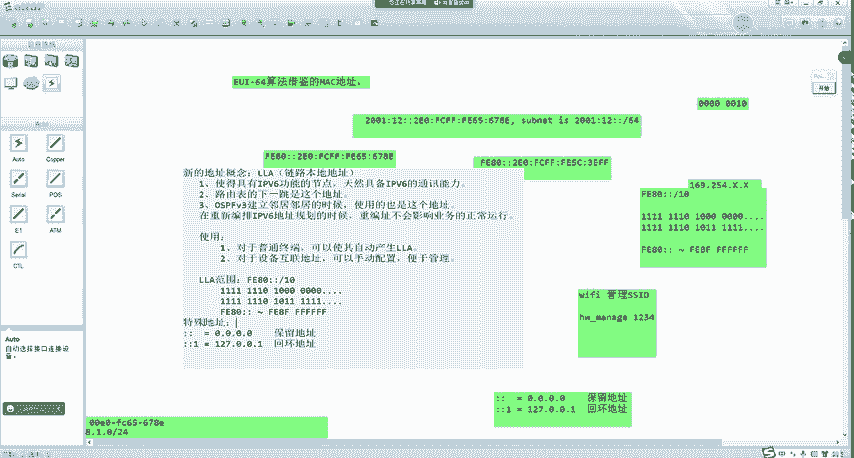 EUI-64算法借鉴的MAC地址。
0000 0010
2001:12::2E0:FCFF:FE65:678E, subnet is 2001:12::/64
FE80::2E0:FCFF:FE65:678E
FE80::2E0:FCFF:FE5C:3EFF
新的地址概念：LLA（链路本地地址）
1、使得具有IPV6功能的节点，天然具备IPV6的通讯能力。
2、路由表的下一跳是这个地址。
3、OSPFv3建立邻居邻居的时候，使用的也是这个地址。
在重新编排IPV6地址规划的时候，重编址不会影响业务的正常运行。
使用：
1、对于普通终端，可以使其自动产生LLA。
2、对于设备互联地址，可以手动配置，便于管理。
LLA范围：FE80::/10
1111 1110 1000 0000....
1111 1110 1011 1111....
FE80:: ~ FEBF FFFFFF
特殊地址：
:: = 0.0.0.0 保留地址
::1 = 127.0.0.1 回环地址
169.254.X.X
FE80::/10
1111 1110 1000 0000....
1111 1110 1011 1111....
FE80:: ~ FEBF FFFFFF
wifi 管理SSID
hw_manage 1234
:: = 0.0.0.0 保留地址
::1 = 127.0.0.1 回环地址
00e0-fc65-678e
8.1.0/24
Auto
Copper
Serial
POS
E1
ATM
CTL
Auto
自动选择接口连接设备。
开始